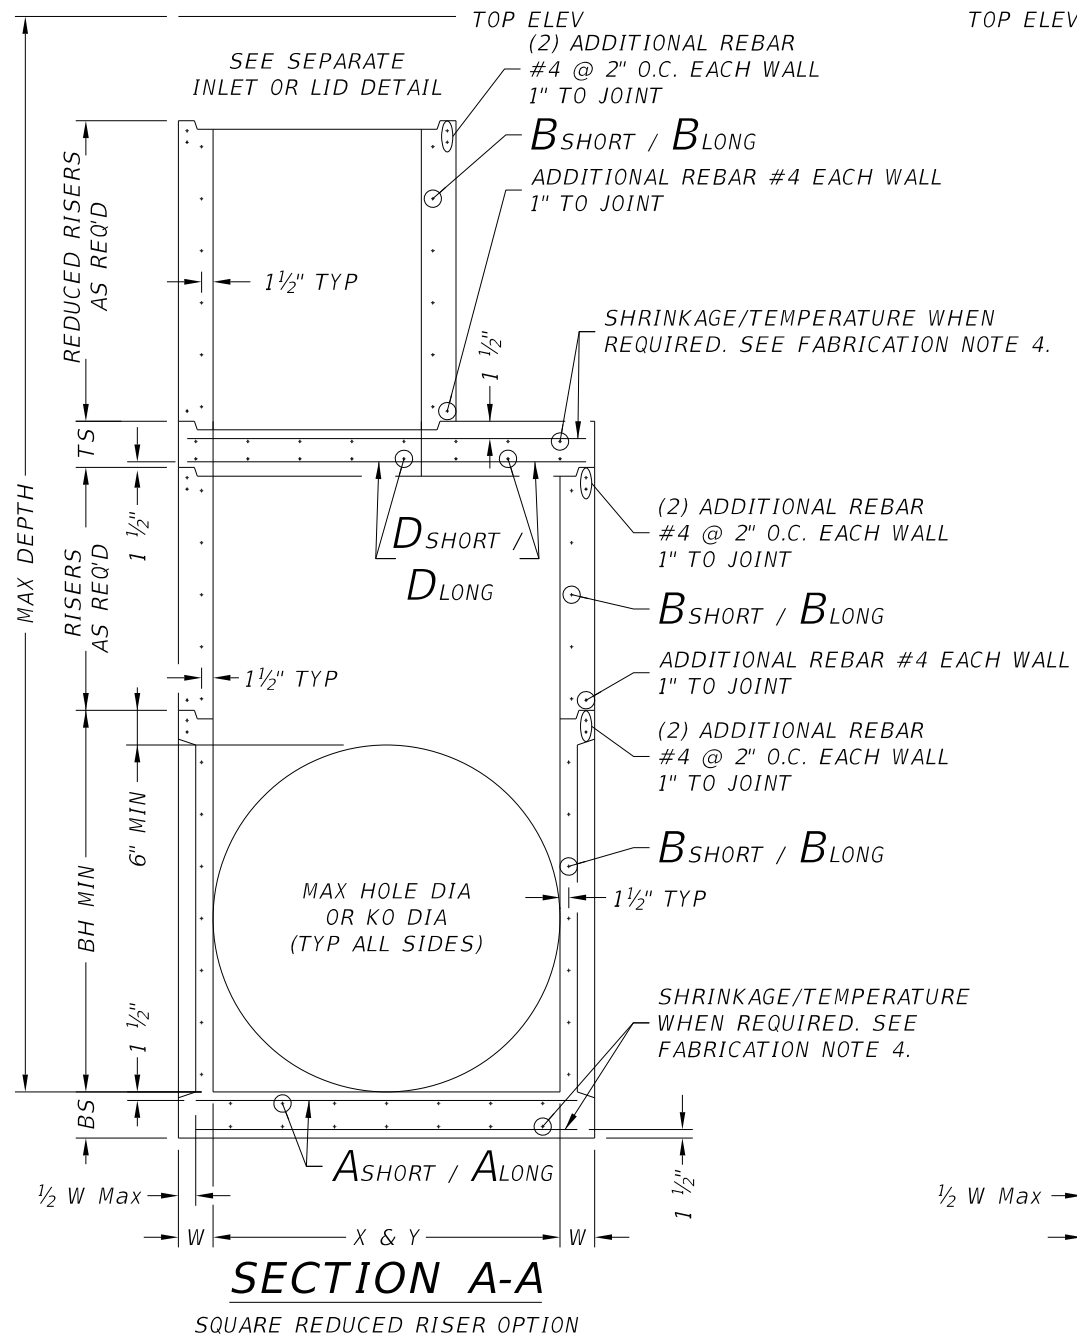 TOP ELEV
TOP ELEV
(2) ADDITIONAL REBAR
#4 @ 2" O.C. EACH WALL
1" TO JOINT
SEE SEPARATE
INLET OR LID DETAIL
BSHORT / BLONG
ADDITIONAL REBAR #4 EACH WALL
1" TO JOINT
REDUCED RISERS
AS REQ'D
1½" TYP
1 ½"
SHRINKAGE/TEMPERATURE WHEN
REQUIRED. SEE FABRICATION NOTE 4.
TS
MAX DEPTH
1 ½"
RISERS
AS REQ'D
DSHORT /
DLONG
(2) ADDITIONAL REBAR
#4 @ 2" O.C. EACH WALL
1" TO JOINT
BSHORT / BLONG
ADDITIONAL REBAR #4 EACH WALL
1" TO JOINT
1½" TYP
(2) ADDITIONAL REBAR
#4 @ 2" O.C. EACH WALL
1" TO JOINT
6" MIN
BH MIN
BSHORT / BLONG
MAX HOLE DIA
OR KO DIA
(TYP ALL SIDES)
1½" TYP
1 ½"
SHRINKAGE/TEMPERATURE
WHEN REQUIRED. SEE
FABRICATION NOTE 4.
BS
ASHORT / ALONG
1 ½"
½ W Max
½ W Max
W
X & Y
W
SECTION A-A
SQUARE REDUCED RISER OPTION